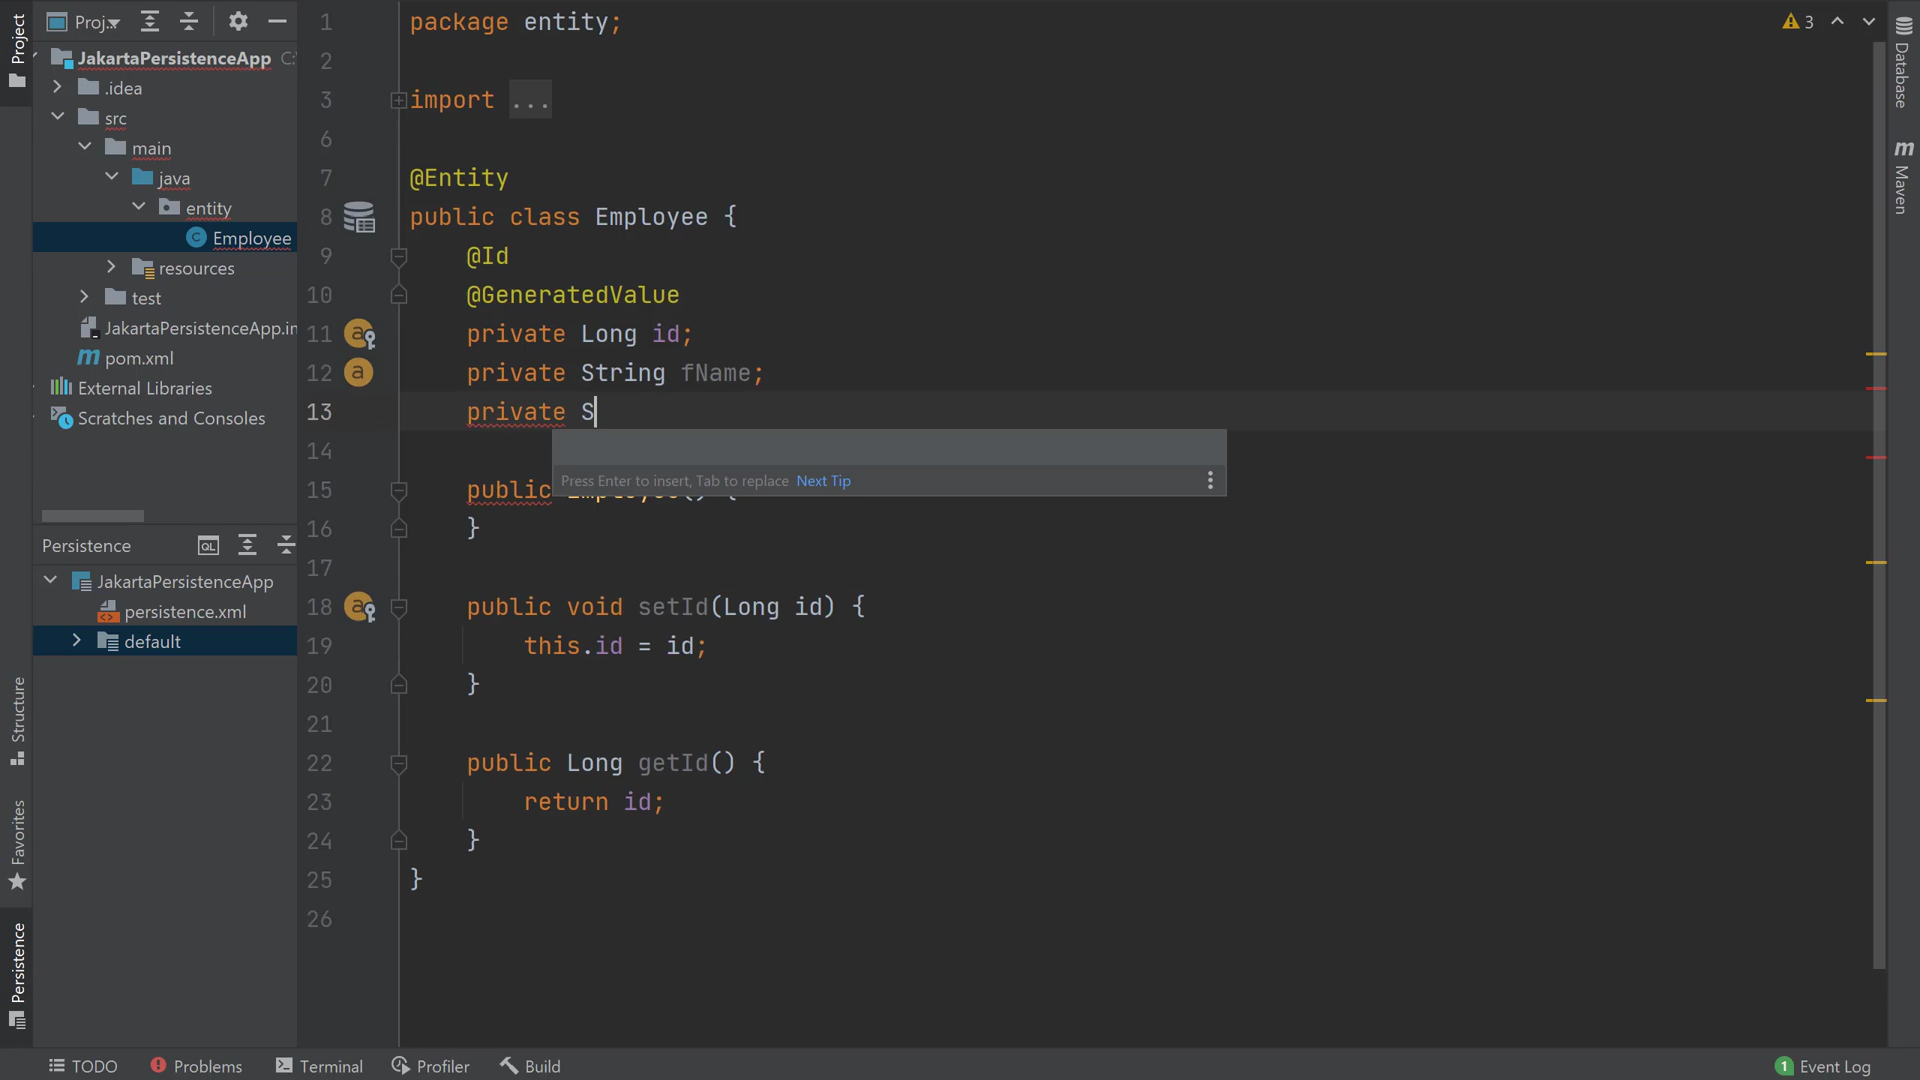 Project
Proj...
JakartaPersistenceApp C:\
.idea
src
main
java
entity
Employee
resources
test
JakartaPersistenceApp.im
pom.xml
External Libraries
Scratches and Consoles
Persistence
QL
JakartaPersistenceApp
persistence.xml
default
Structure
Favorites
Persistence
1 package entity;
2
3 import ...
6
7 @Entity
8 public class Employee {
9 @Id
10 @GeneratedValue
11 private Long id;
12 private String fName;
13 private S
14
Press Enter to insert, Tab to replace Next Tip
15 public Employee() {
16 }
17
18 public void setId(Long id) {
19 this.id = id;
20 }
21
22 public Long getId() {
23 return id;
24 }
25 }
26
3
Database
m Maven
TODO Problems Terminal Profiler Build 1 Event Log